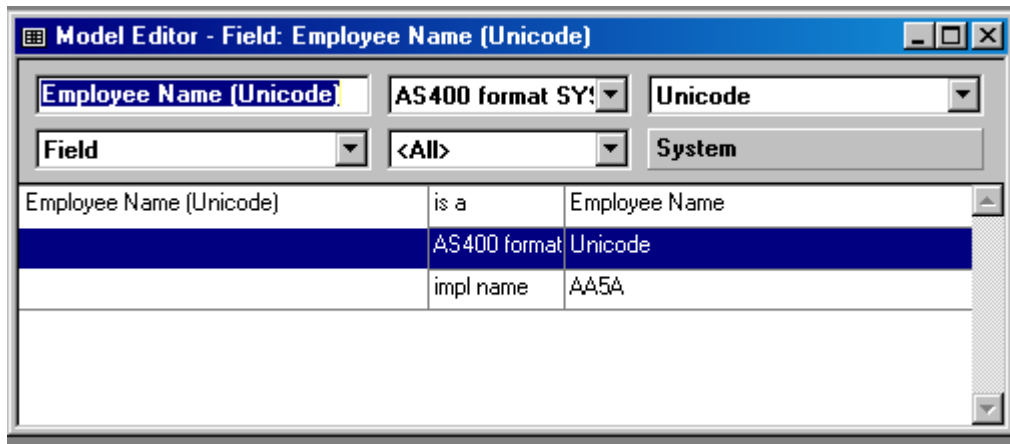 Model Editor - Field: Employee Name (Unicode)
Employee Name (Unicode) AS400 format SYS Unicode
Field <All> System
Employee Name (Unicode) is a Employee Name
AS400 format Unicode
impl name AA5A